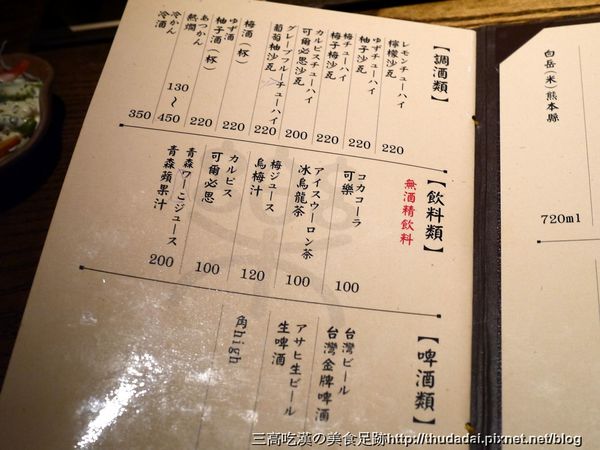 【調酒類】
レモンチューハイ
檸檬沙瓦
220
ゆずチューハイ
柚子沙瓦
220
梅チューハイ
梅子梅沙瓦
220
カルピスチューハイ
可爾必思沙瓦
200
グレープフルーチューハイ
葡萄柚沙瓦
220
梅酒(杯)
220
ゆず酒
柚子酒(杯)
220
あつかん
熱燗
220
冷かん
冷酒
130～450
350
【飲料類】
無酒精飲料
コカコーラ
可樂
100
アイスウーロン茶
冰烏龍茶
100
梅ジュース
烏梅汁
120
カルピス
可爾必思
100
青森りんごジュース
青森蘋果汁
200
【啤酒類】
台灣ビール
台灣金牌啤酒
アサヒ生ビール
生啤酒
角high
白岳(米)熊本縣
720ml
三高吃漢の美食足跡http://thudadai.pixnet.net/blog